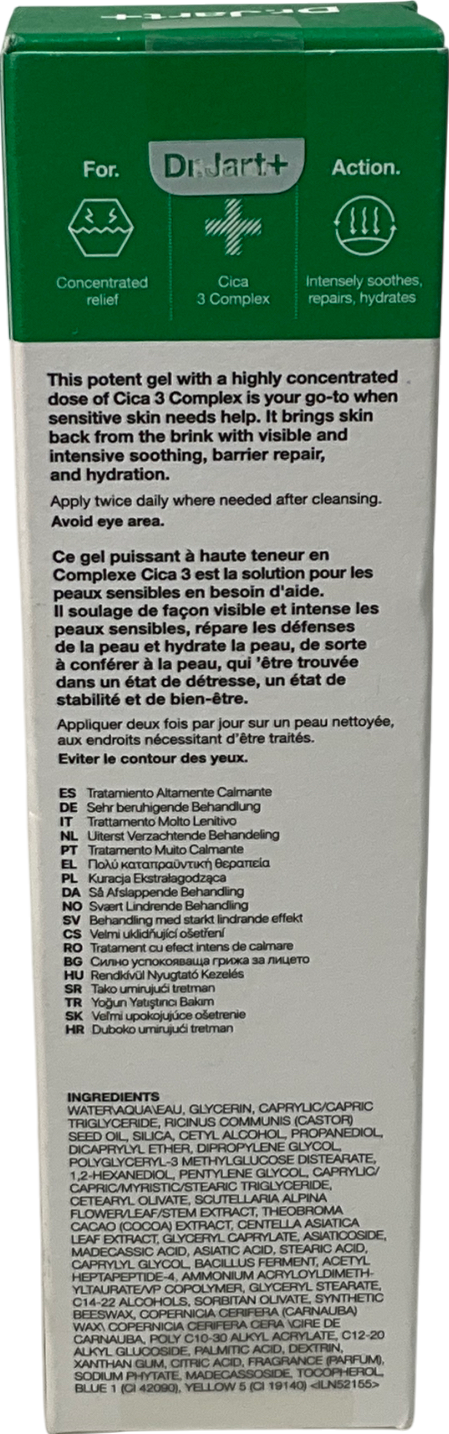 Dr.Jart+
For.
Dr.Jart+
Action.
Concentrated
relief
Cica
3 Complex
Intensely soothes,
repairs, hydrates
This potent gel with a highly concentrated
dose of Cica 3 Complex is your go-to when
sensitive skin needs help. It brings skin
back from the brink with visible and
intensive soothing, barrier repair,
and hydration.
Apply twice daily where needed after cleansing.
Avoid eye area.
Ce gel puissant à haute teneur en
Complexe Cica 3 est la solution pour les
peaux sensibles en besoin d'aide.
Il soulage de façon visible et intense les
peaux sensibles, répare les défenses
de la peau et hydrate la peau, de sorte
à conférer à la peau, qui 'être trouvée
dans un état de détresse, un état de
stabilité et de bien-être.
Appliquer deux fois par jour sur un peau nettoyée,
aux endroits nécessitant d'être traités.
Eviter le contour des yeux.
ES Tratamiento Altamente Calmante
DE Sehr beruhigende Behandlung
IT Trattamento Molto Lenitivo
NL Uiterst Verzachtende Behandeling
PT Tratamento Muito Calmante
EL Πολύ καταπραϋντική θεραπεία
PL Kuracja Ekstrałagodząca
DA Så Afslappende Behandling
NO Svært Lindrende Behandling
SV Behandling med starkt lindrande effekt
CS Velmi uklidňující ošetření
RO Tratament cu efect intens de calmare
BG Силно успокояваща грижа за лицето
HU Rendkívül Nyugtató Kezelés
SR Tako umirujući tretman
TR Yoğun Yatıştırıcı Bakım
SK Veľmi upokojujúce ošetrenie
HR Duboko umirujući tretman
INGREDIENTS
WATER\AQUA\EAU, GLYCERIN, CAPRYLIC/CAPRIC
TRIGLYCERIDE, RICINUS COMMUNIS (CASTOR)
SEED OIL, SILICA, CETYL ALCOHOL, PROPANEDIOL,
DICAPRYLYL ETHER, DIPROPYLENE GLYCOL,
POLYGLYCERYL-3 METHYLGLUCOSE DISTEARATE,
1,2-HEXANEDIOL, PENTYLENE GLYCOL, CAPRYLIC/
CAPRIC/MYRISTIC/STEARIC TRIGLYCERIDE,
CETEARYL OLIVATE, SCUTELLARIA ALPINA
FLOWER/LEAF/STEM EXTRACT, THEOBROMA
CACAO (COCOA) EXTRACT, CENTELLA ASIATICA
LEAF EXTRACT, GLYCERYL CAPRYLATE, ASIATICOSIDE,
MADECASSIC ACID, ASIATIC ACID, STEARIC ACID,
CAPRYLYL GLYCOL, BACILLUS FERMENT, ACETYL
HEPTAPEPTIDE-4, AMMONIUM ACRYLOYLDIMETH-
YLTAURATE/VP COPOLYMER, GLYCERYL STEARATE,
C14-22 ALCOHOLS, SORBITAN OLIVATE, SYNTHETIC
BEESWAX, COPERNICIA CERIFERA (CARNAUBA)
WAX\ COPERNICIA CERIFERA CERA \CIRE DE
CARNAUBA, POLY C10-30 ALKYL ACRYLATE, C12-20
ALKYL GLUCOSIDE, PALMITIC ACID, DEXTRIN,
XANTHAN GUM, CITRIC ACID, FRAGRANCE (PARFUM),
SODIUM PHYTATE, MADECASSOSIDE, TOCOPHEROL,
BLUE 1 (CI 42090), YELLOW 5 (CI 19140) <ILN52155>